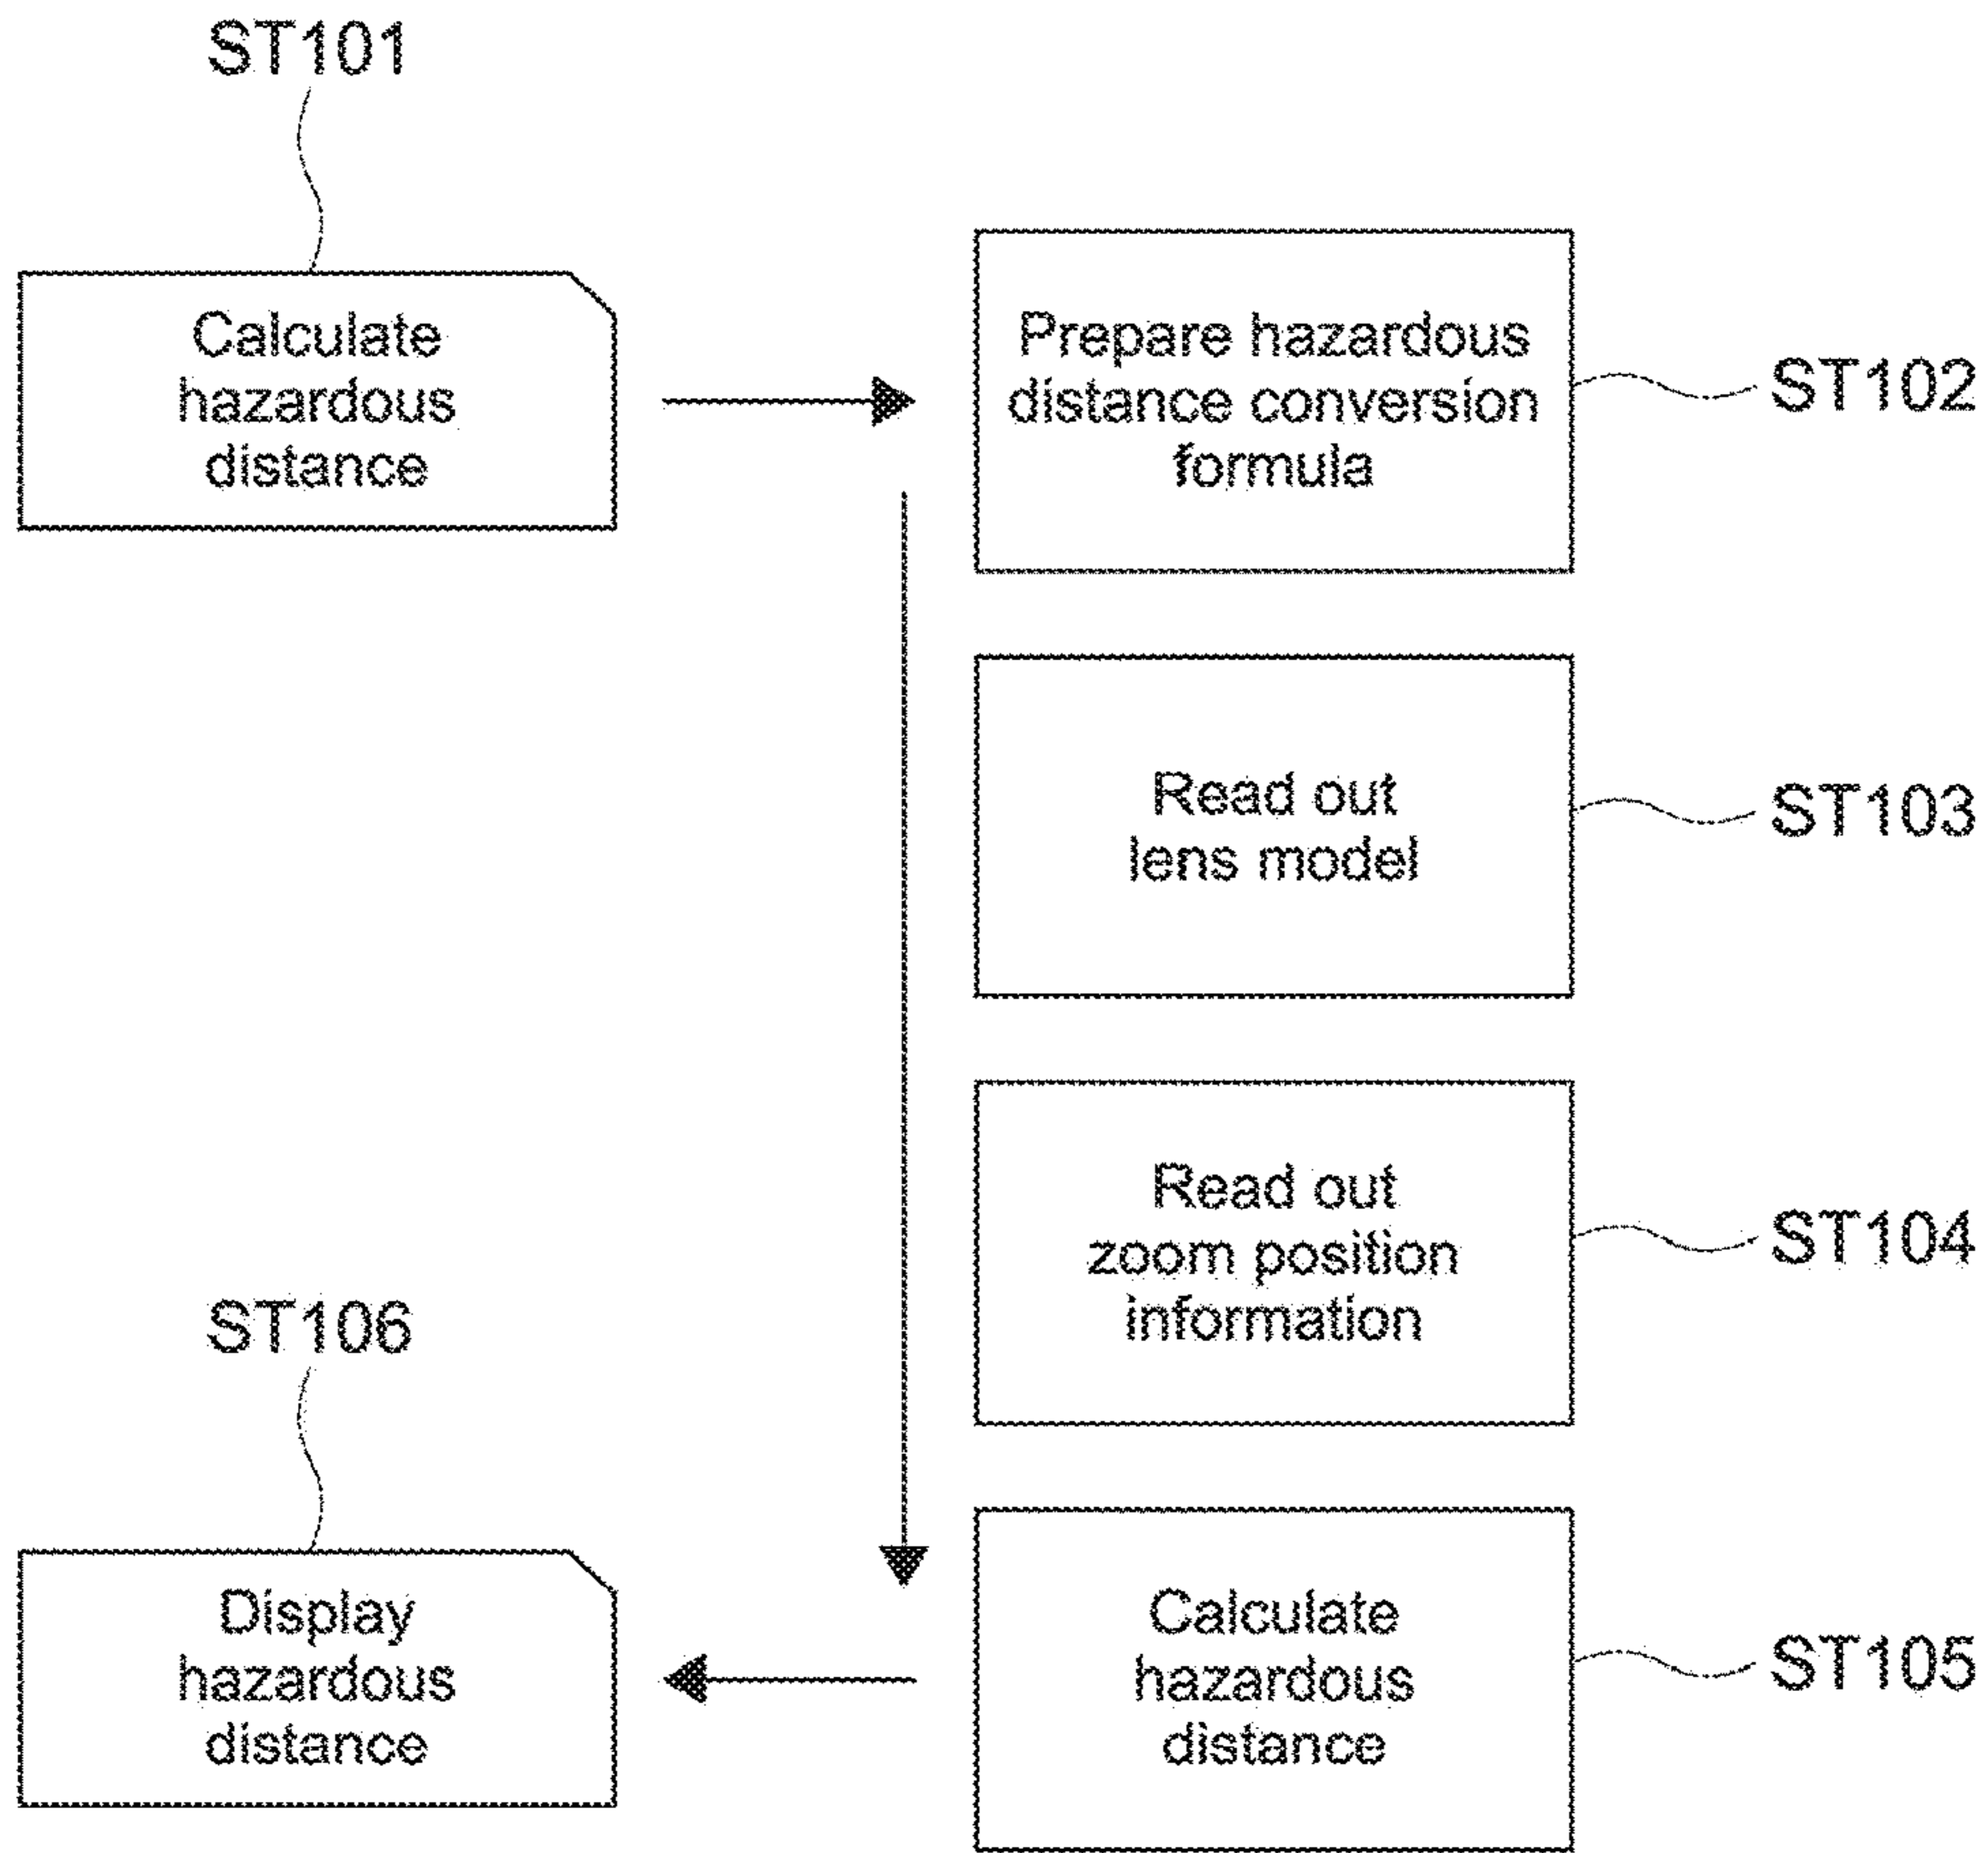 ST101
Calculate
hazardous
distance
Prepare hazardous
distance conversion
formula
ST102
Read out
lens model
ST103
Read out
zoom position
information
ST104
Calculate
hazardous
distance
ST105
ST106
Display
hazardous
distance